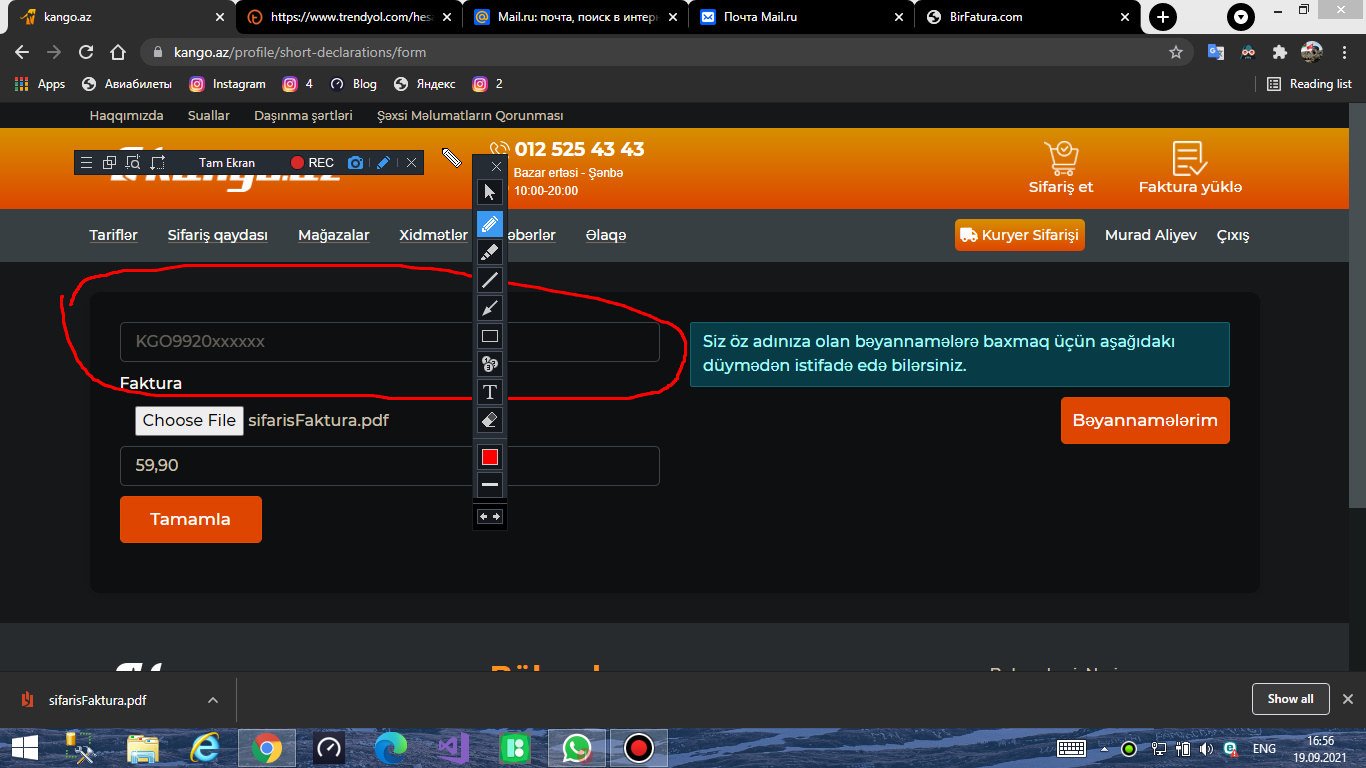 kango.az
https://www.trendyol.com/hesa
Mail.ru: почта, поиск в интерн
Почта Mail.ru
BirFatura.com
kango.az/profile/short-declarations/form
Apps
Авиабилеты
Instagram
4
Blog
Яндекс
2
Reading list
Haqqımızda
Suallar
Daşınma şərtləri
Şəxsi Məlumatların Qorunması
Tam Ekran
REC
012 525 43 43
Bazar ertəsi - Şənbə
10:00-20:00
Sifariş et
Faktura yüklə
Tariflər
Sifariş qaydası
Mağazalar
Xidmətlər
əbərlər
Əlaqə
Kuryer Sifarişi
Murad Aliyev
Çıxış
KGO9920xxxxxx
Siz öz adınıza olan bəyannamələrə baxmaq üçün aşağıdakı
düymədən istifadə edə bilərsiniz.
Faktura
Choose File sifarisFaktura.pdf
Bəyannamələrim
59,90
Tamamla
T
sifarisFaktura.pdf
Show all
ENG
16:56
19.09.2021